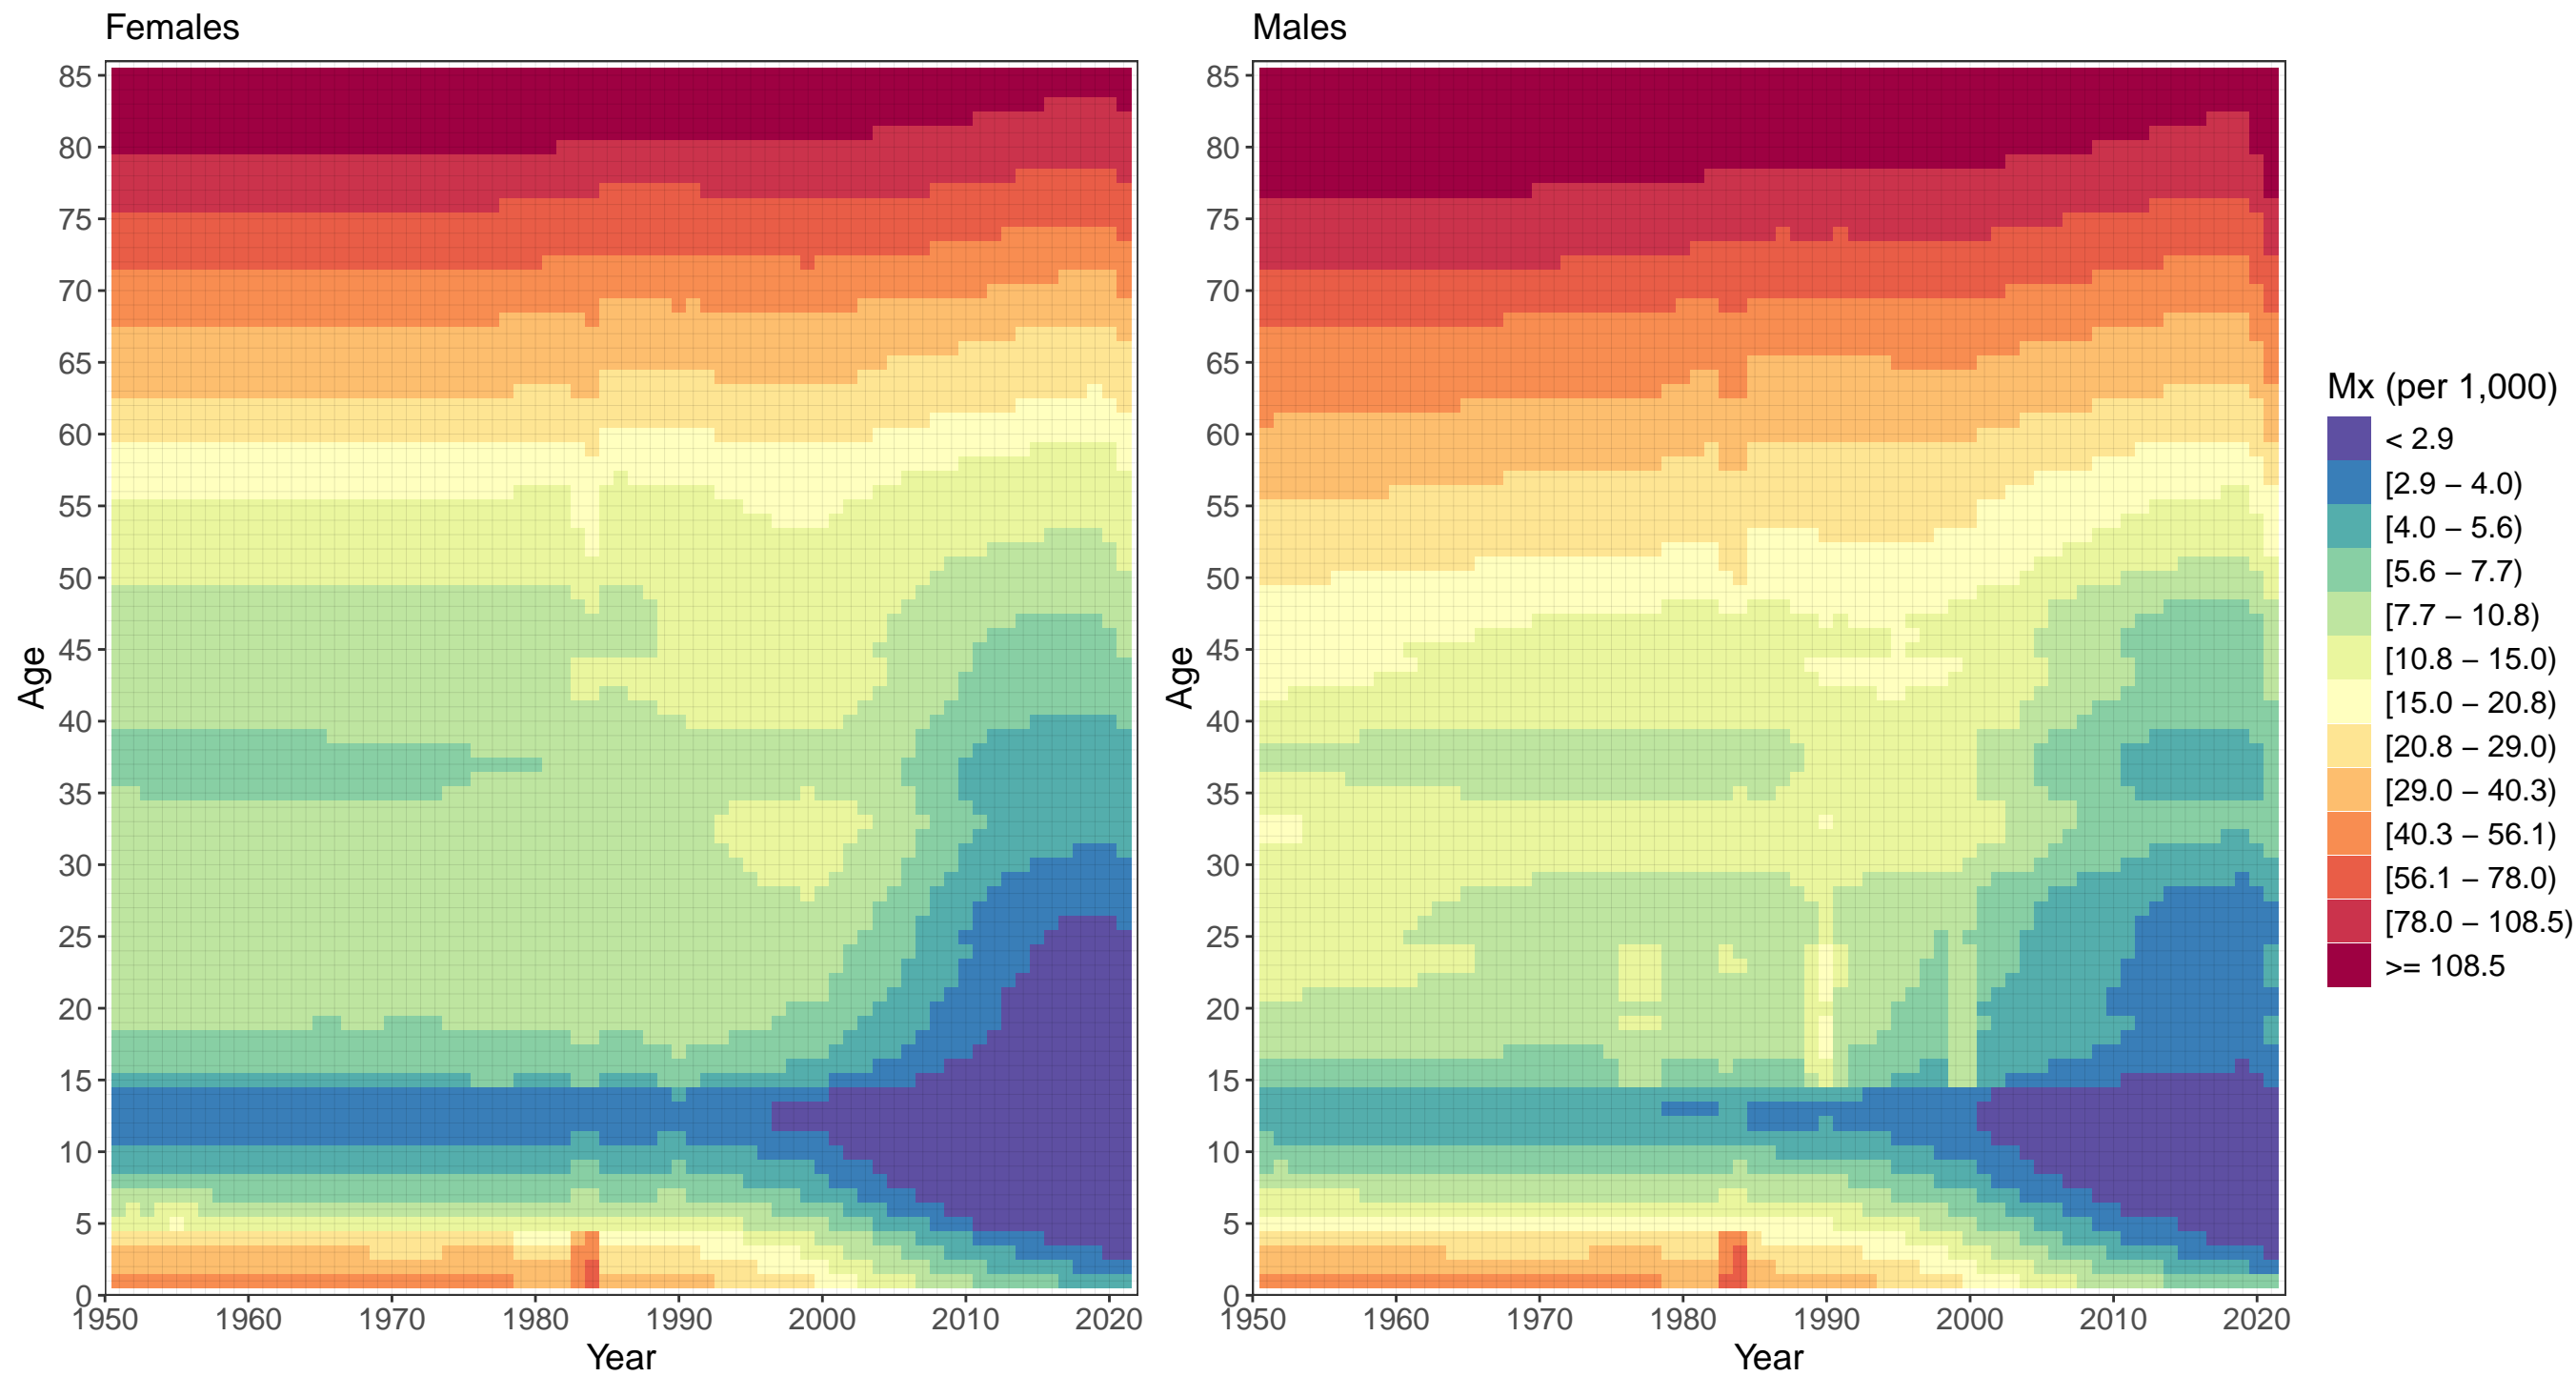 Females
Males
85
80
75
70
65
60
55
50
45
40
35
30
25
20
15
10
5
0
Age
1950 1960 1970 1980 1990 2000 2010 2020
Year
85
80
75
70
65
60
55
50
45
40
35
30
25
20
15
10
5
0
Age
1950 1960 1970 1980 1990 2000 2010 2020
Year
Mx (per 1,000)
< 2.9
[2.9 − 4.0)
[4.0 − 5.6)
[5.6 − 7.7)
[7.7 − 10.8)
[10.8 − 15.0)
[15.0 − 20.8)
[20.8 − 29.0)
[29.0 − 40.3)
[40.3 − 56.1)
[56.1 − 78.0)
[78.0 − 108.5)
>= 108.5